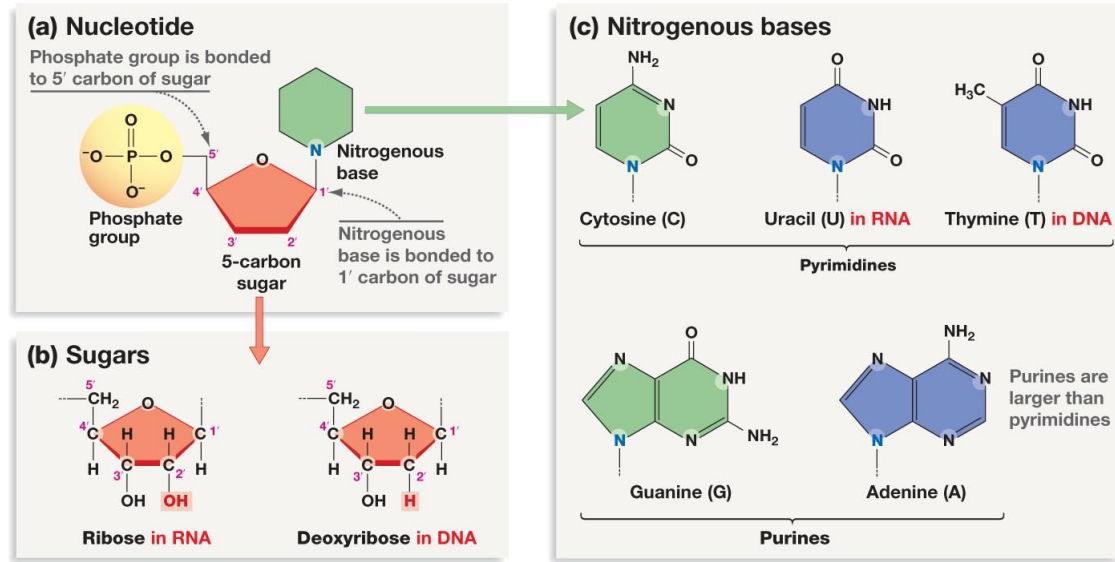 (a) Nucleotide
Phosphate group is bonded
to 5′ carbon of sugar
O
⁻O
P
O
O⁻
5′
4′
O
1′
3′
2′
N
Nitrogenous
base
Phosphate
group
5-carbon
sugar
Nitrogenous
base is bonded to
1′ carbon of sugar
(b) Sugars
5′
CH₂
O
4′
C
H
H
C
1′
H
C
C
H
3′
2′
OH
OH
Ribose in RNA
5′
CH₂
O
4′
C
H
H
C
1′
H
C
C
H
3′
2′
OH
H
Deoxyribose in DNA
(c) Nitrogenous bases
NH₂
N
N
O
Cytosine (C)
O
NH
N
O
Uracil (U) in RNA
O
H₃C
NH
N
O
Thymine (T) in DNA
Pyrimidines
O
N
NH
N
N
NH₂
Guanine (G)
NH₂
N
N
N
N
Adenine (A)
Purines are
larger than
pyrimidines
Purines